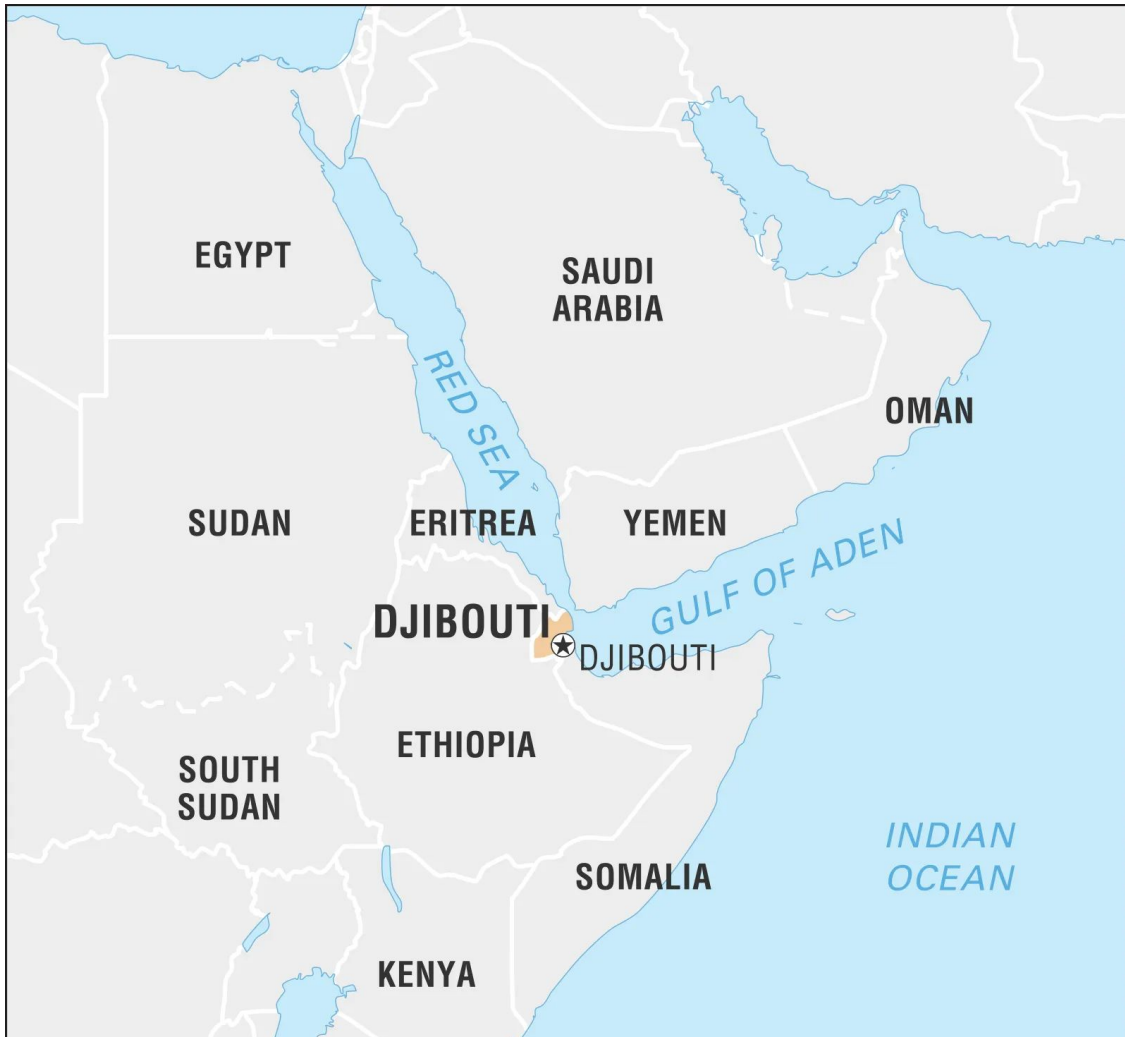 EGYPT
SAUDI
ARABIA
RED SEA
OMAN
SUDAN
ERITREA
YEMEN
GULF OF ADEN
DJIBOUTI
DJIBOUTI
ETHIOPIA
SOUTH
SUDAN
INDIAN
OCEAN
SOMALIA
KENYA